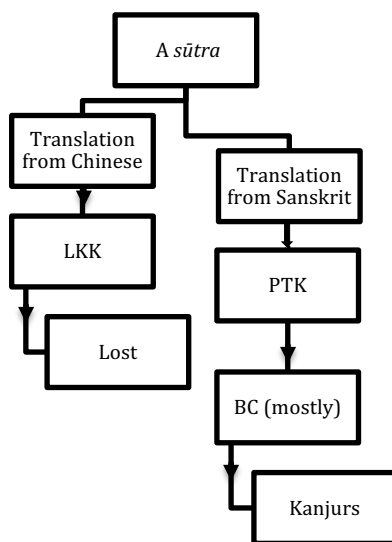 A sūtra
Translation
from Chinese
LKK
Lost
Translation
from Sanskrit
PTK
BC (mostly)
Kanjurs